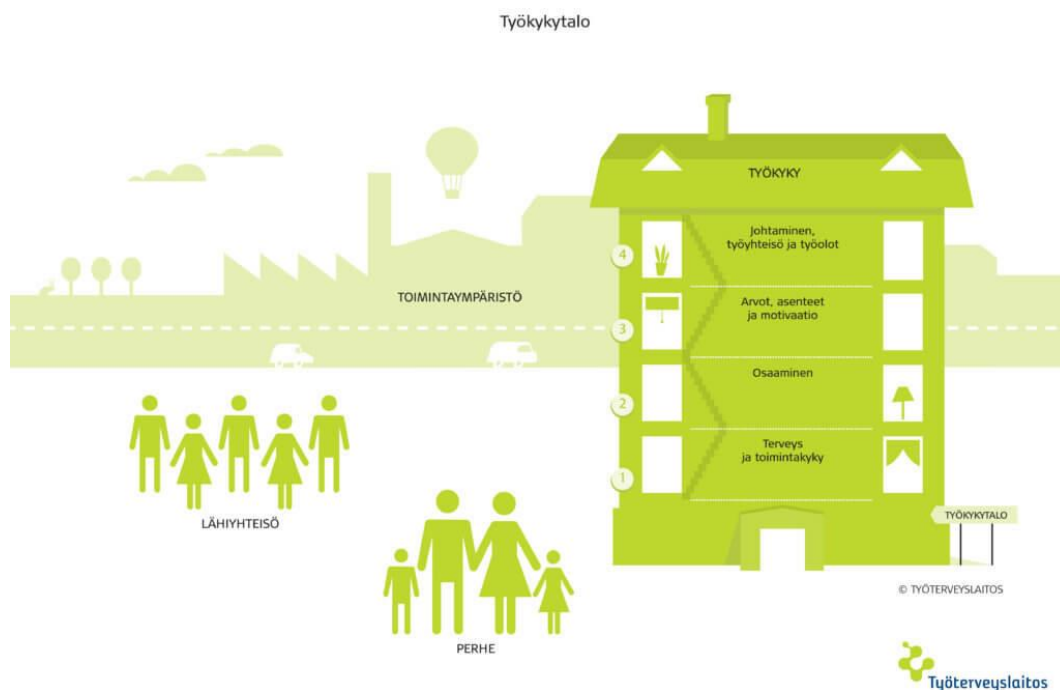 Työkykytalo
TYÖKYKY
4
Johtaminen,
työyhteisö ja työolot
TOIMINTAYMPÄRISTÖ
3
Arvot, asenteet
ja motivaatio
2
Osaaminen
1
Terveys
ja toimintakyky
LÄHIYHTEISÖ
PERHE
TYÖKYKYTALO
© TYÖTERVEYSLAITOS
Työterveyslaitos